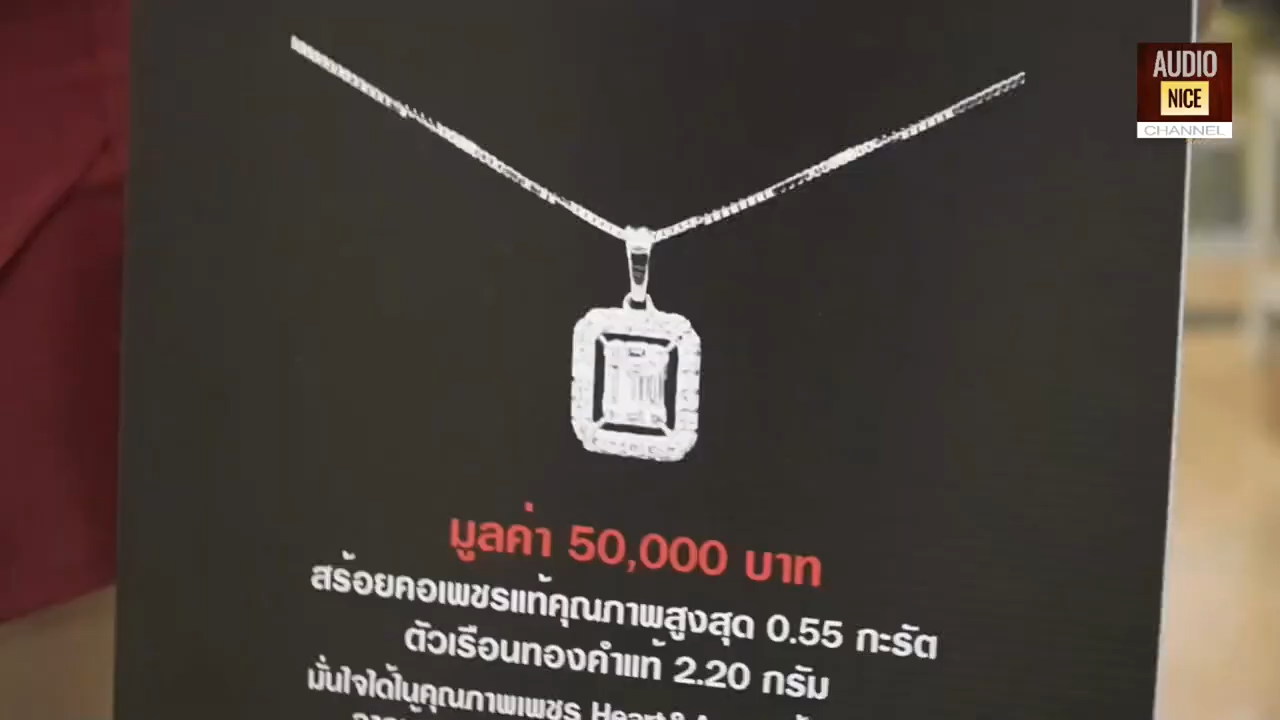 AUDIO
NICE
CHANNEL
มูลค่า 50,000 บาท
สร้อยคอเพชรแท้คุณภาพสูงสุด 0.55 กะรัต
ตัวเรือนทองคำแท้ 2.20 กรัม
มั่นใจได้ในคุณภาพเพชร Heart &